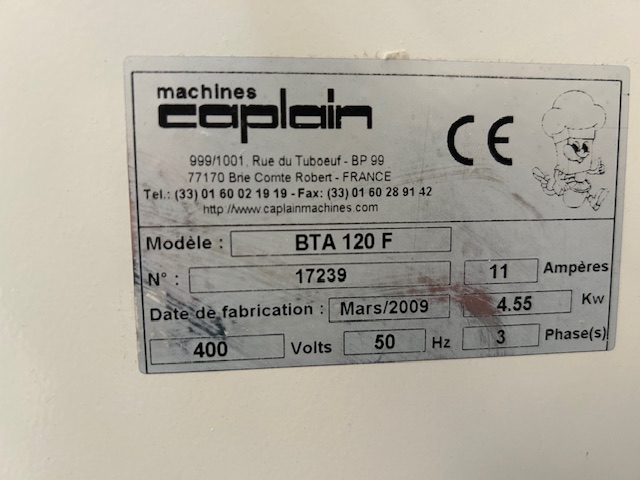 machines
caplain
CE
999/1001, Rue du Tuboeuf - BP 99
77170 Brie Comte Robert - FRANCE
Tel.: (33) 01 60 02 19 19 - Fax: (33) 01 60 28 91 42
http://www.caplainmachines.com
Modèle : BTA 120 F
N° : 17239 11 Ampères
Date de fabrication : Mars/2009 4.55 Kw
400 Volts 50 Hz 3 Phase(s)